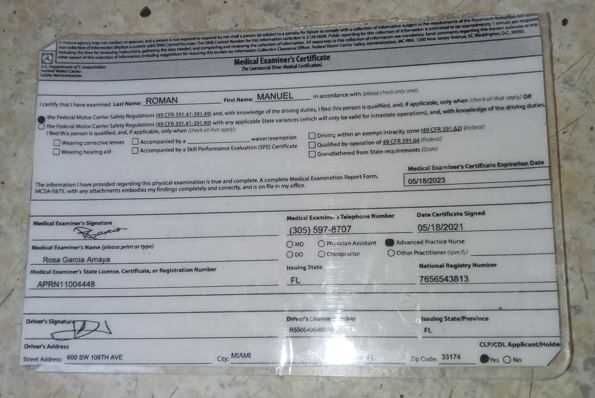 U.S. Department of Transportation
Federal Motor Carrier
Safety Administration
Medical Examiner's Certificate
(for Commercial Driver Medical Certification)
I certify that I have examined Last Name: ROMAN First Name: MANUEL in accordance with (please check only one):
the Federal Motor Carrier Safety Regulations (49 CFR 391.41-391.49) and, with knowledge of the driving duties, I find this person is qualified, and, if applicable, only when (check all that apply) OR
the Federal Motor Carrier Safety Regulations (49 CFR 391.41-391.49) with any applicable State variances (which will only be valid for intrastate operations), and, with knowledge of the driving duties,
I find this person is qualified, and, if applicable, only when (check all that apply):
Wearing corrective lenses Accompanied by a waiver/exemption Driving within an exempt intracity zone (49 CFR 391.62) (Federal)
Wearing hearing aid Accompanied by a Skill Performance Evaluation (SPE) Certificate Qualified by operation of 49 CFR 391.64 (Federal)
Grandfathered from State requirements (State)
The information I have provided regarding this physical examination is true and complete. A complete Medical Examination Report Form,
MCSA-5875, with any attachments embodies my findings completely and correctly, and is on file in my office.
Medical Examiner's Certificate Expiration Date
05/18/2023
Medical Examiner's Signature Medical Examiner's Telephone Number Date Certificate Signed
(305) 597-8707 05/18/2021
Medical Examiner's Name (please print or type) MD Physician Assistant Advanced Practice Nurse
Rosa Garcia Amaya DO Chiropractor Other Practitioner (specify)
Medical Examiner's State License, Certificate, or Registration Number Issuing State National Registry Number
APRN11004448 FL 7656543813
Driver's Signature Driver's License Number Issuing State/Province
FL
Driver's Address CLP/CDL Applicant/Holder
Street Address: 600 SW 109TH AVE City: MIAMI FL Zip Code: 33174 Yes No